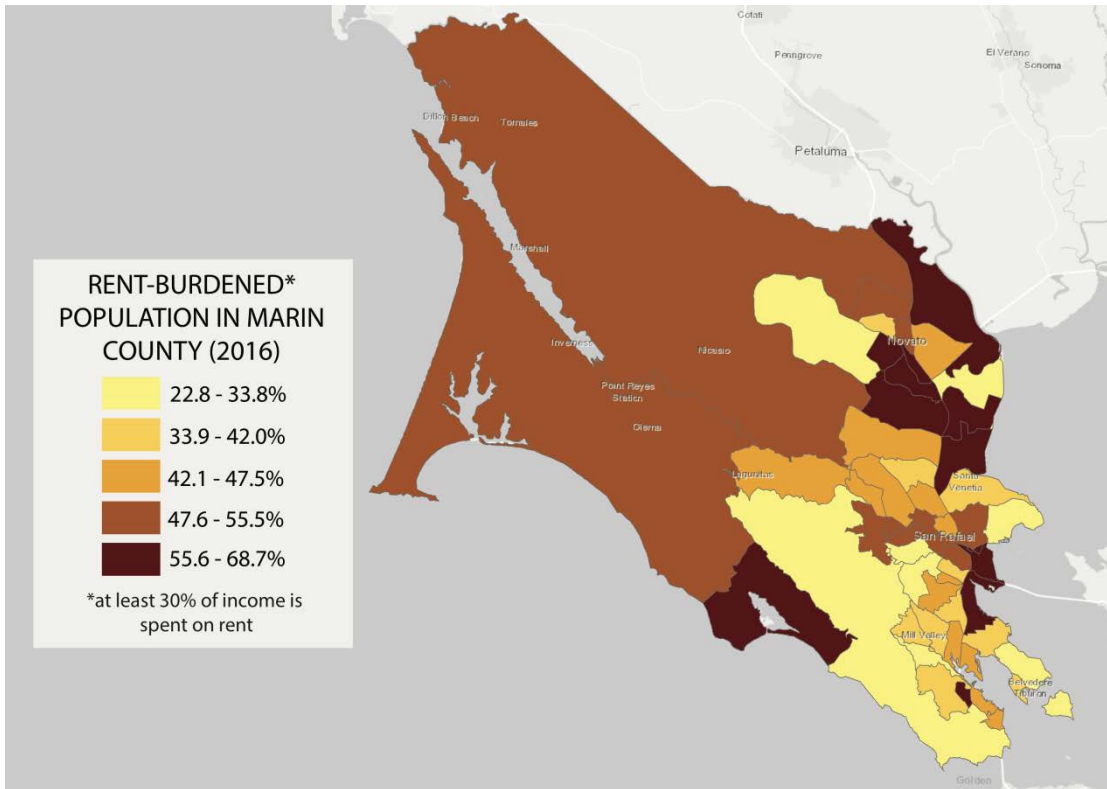 Cotati
Penngrove
El Verano
Sonoma
Petaluma
Dillon Beach
Tomales
Marshall
Inverness
Nicasio
Point Reyes
Station
Olema
Novato
Lagunitas
Santa
Venetia
San Rafael
Mill Valley
Belvedere
Tiburon
Golden
RENT-BURDENED*
POPULATION IN MARIN
COUNTY (2016)
22.8 - 33.8%
33.9 - 42.0%
42.1 - 47.5%
47.6 - 55.5%
55.6 - 68.7%
*at least 30% of income is
spent on rent